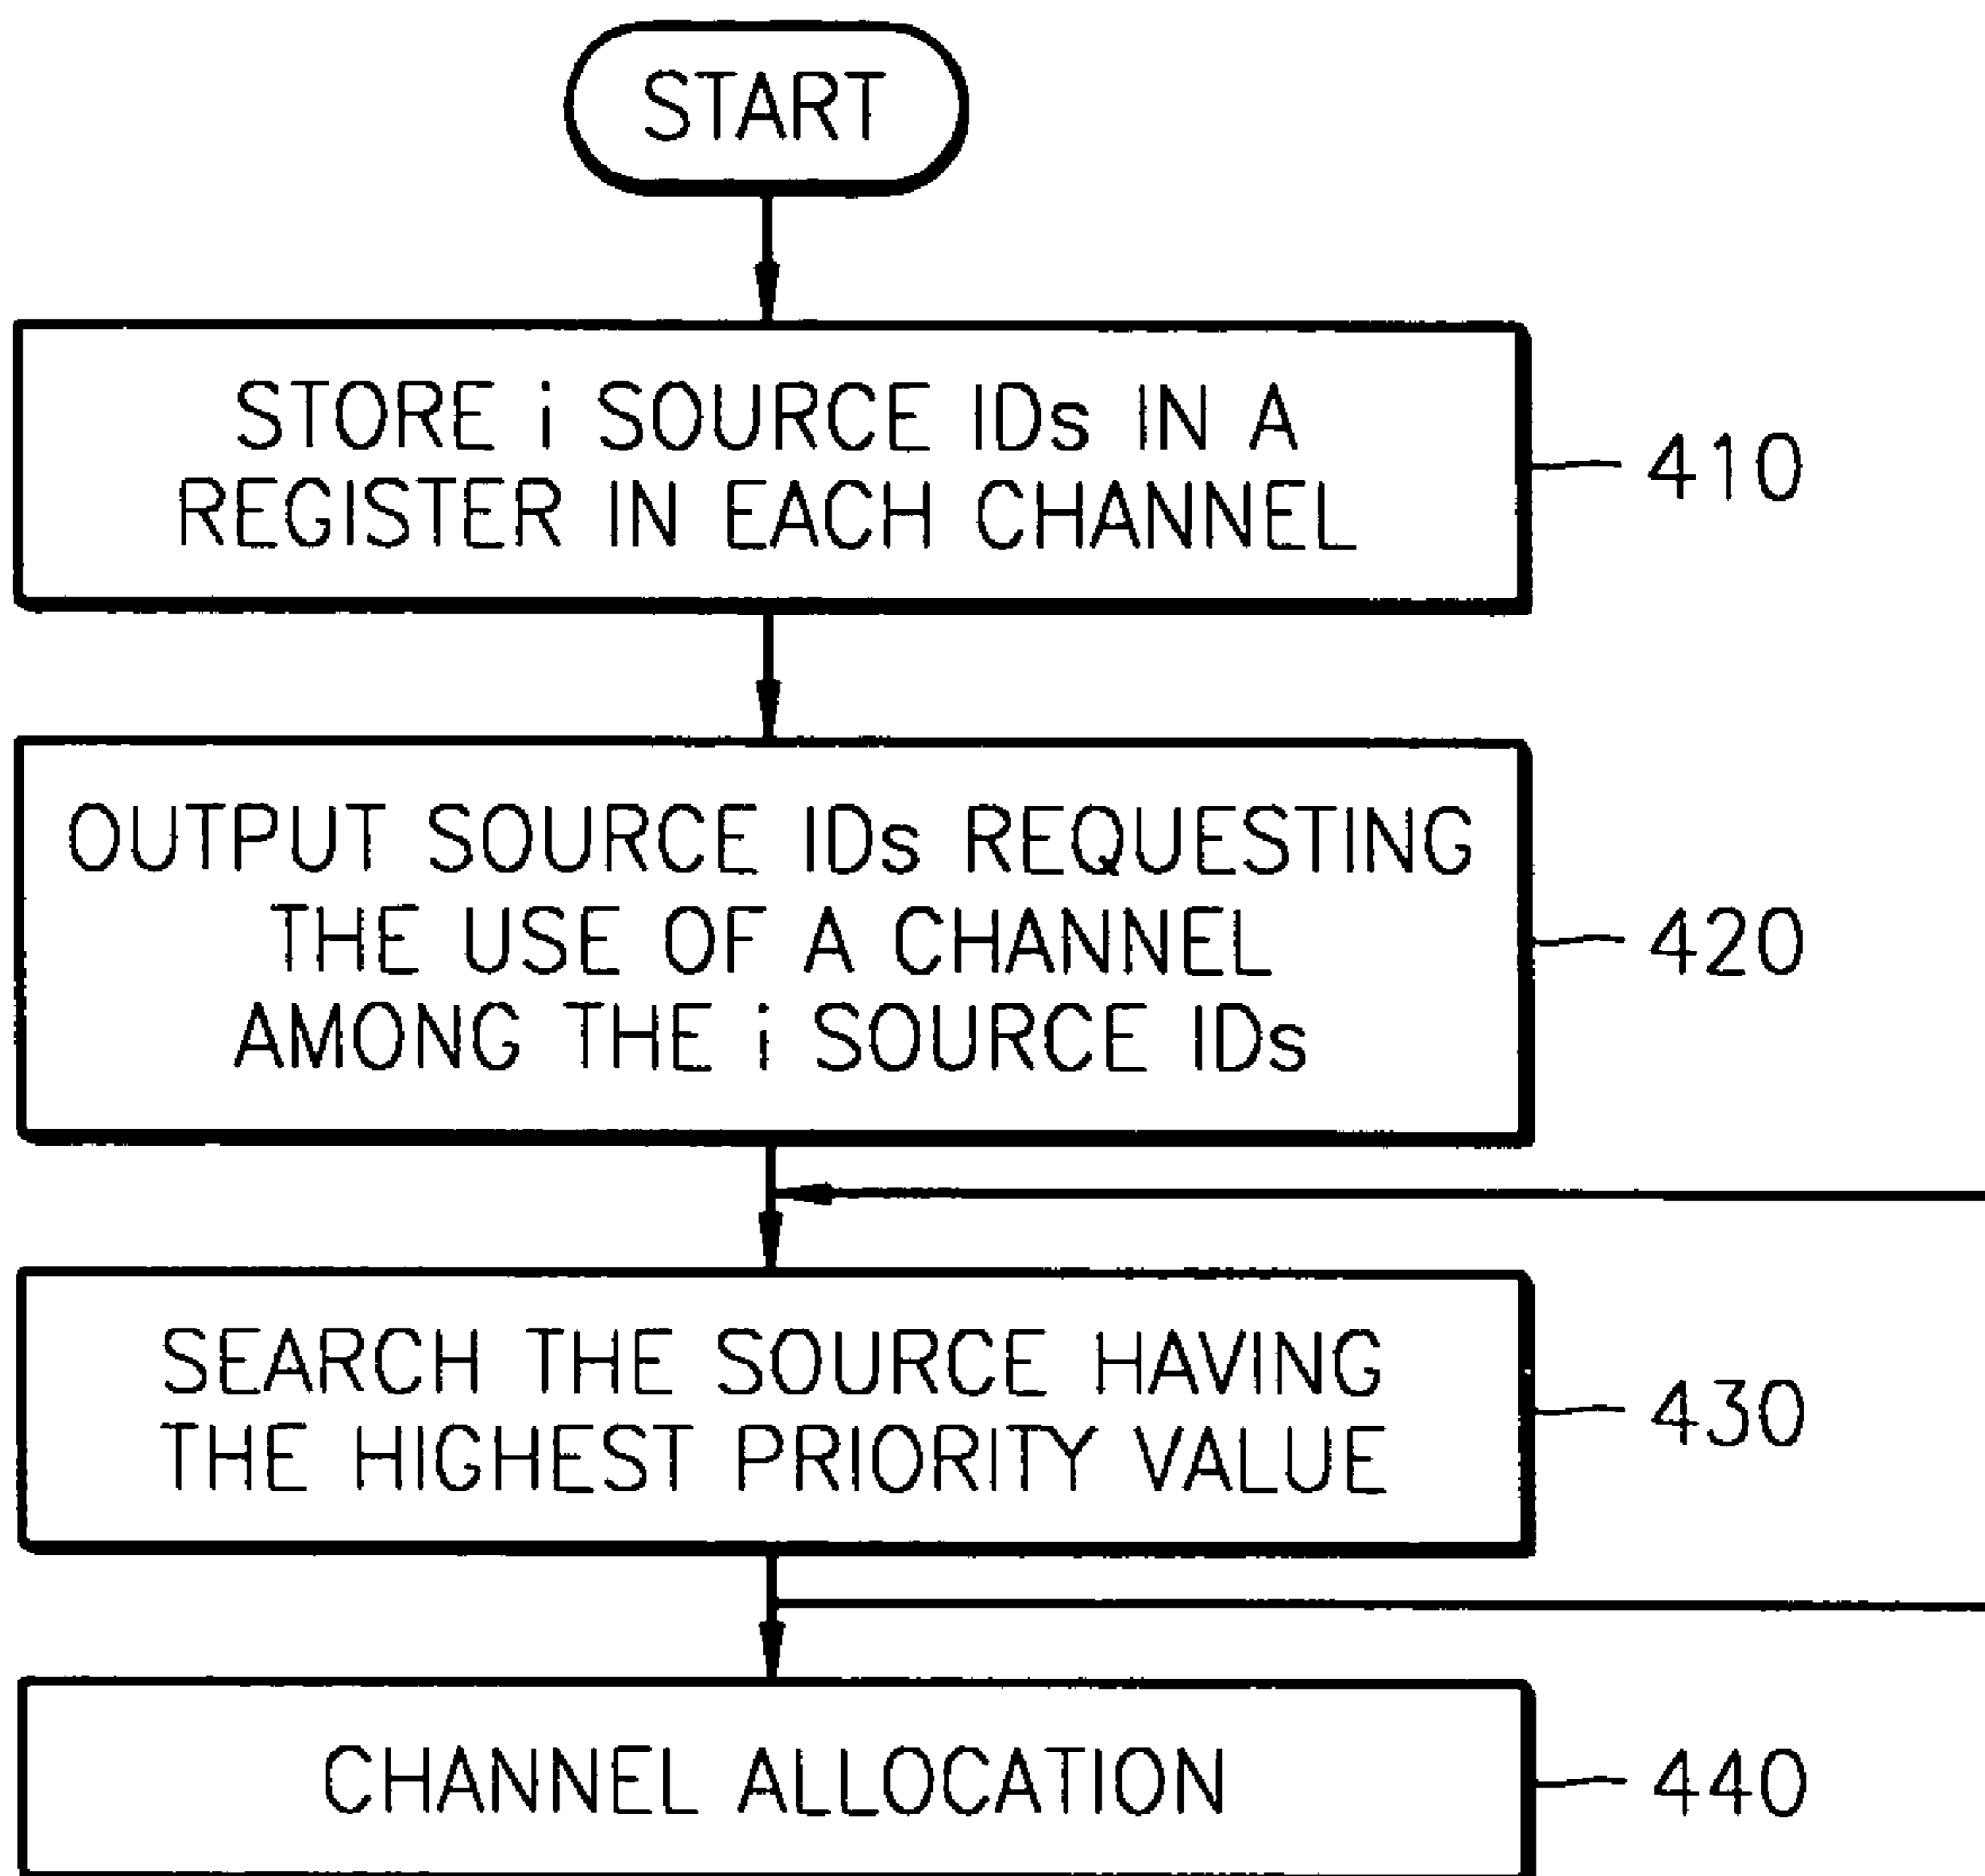 START
STORE i SOURCE IDs IN A
REGISTER IN EACH CHANNEL
410
OUTPUT SOURCE IDs REQUESTING
THE USE OF A CHANNEL
AMONG THE i SOURCE IDs
420
SEARCH THE SOURCE HAVING
THE HIGHEST PRIORITY VALUE
430
CHANNEL ALLOCATION
440